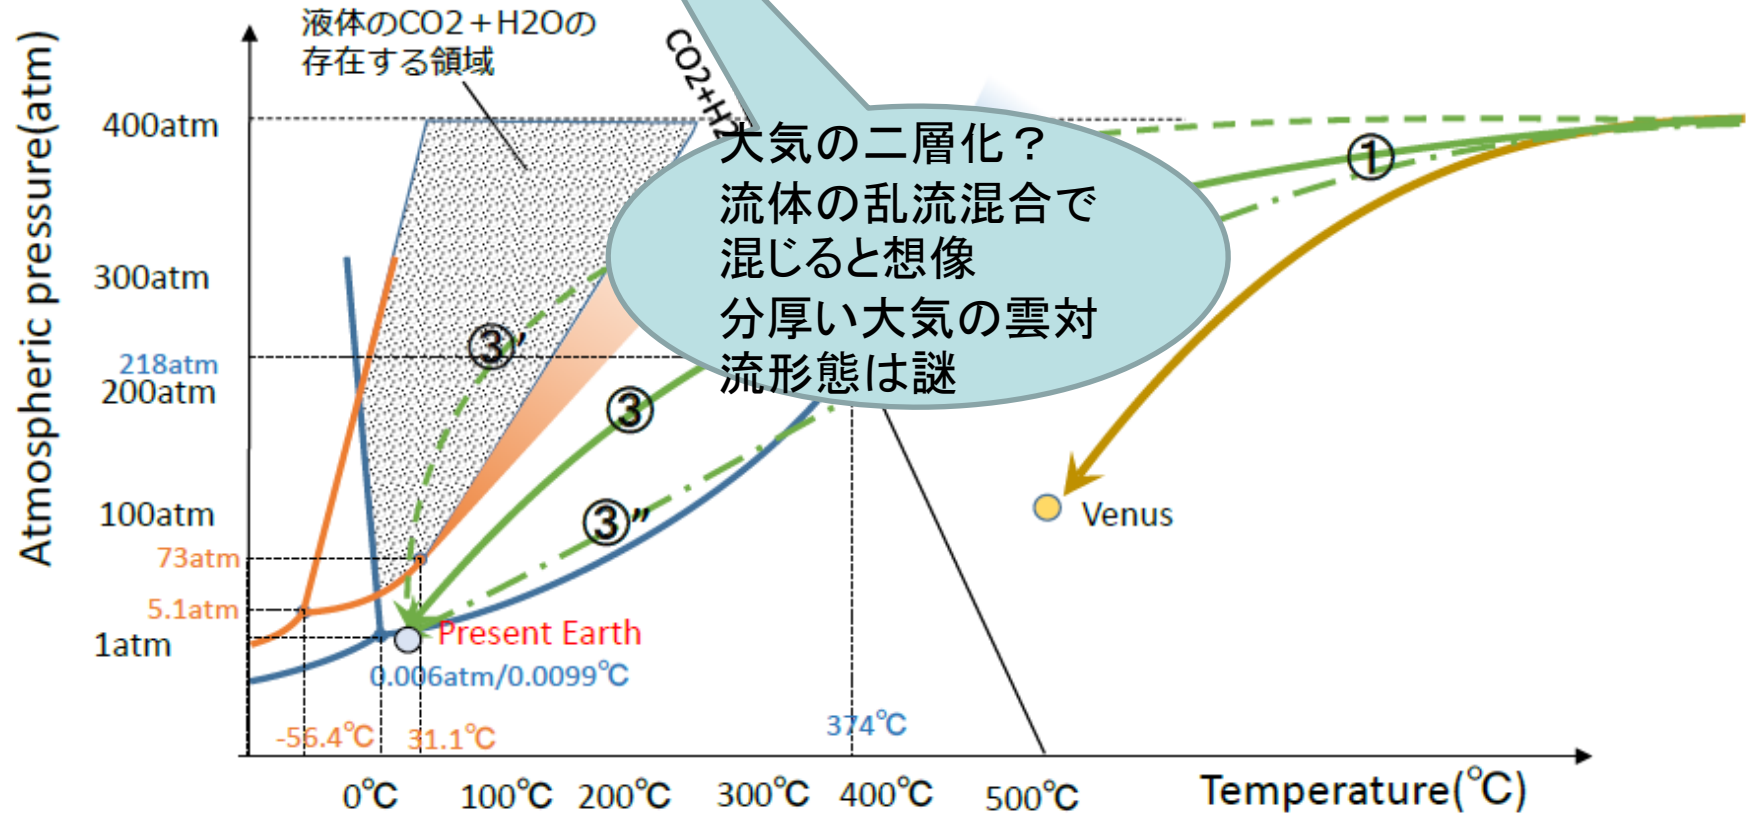 液体のCO2+H2Oの
存在する領域
Atmospheric pressure(atm)
400atm
300atm
218atm
200atm
100atm
73atm
5.1atm
1atm
大気の二層化？
流体の乱流混合で
混じると想像
分厚い大気の雲対
流形態は謎
CO2+H2
①
③’
③
③”
Venus
Present Earth
0.006atm/0.0099℃
-56.4℃
31.1℃
374℃
0℃
100℃
200℃
300℃
400℃
500℃
Temperature(℃)